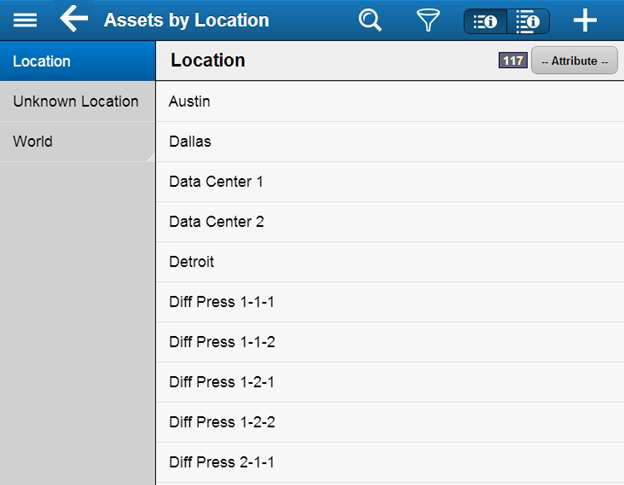 Assets by Location
Location
Unknown Location
World
Location
117
-- Attribute --
Austin
Dallas
Data Center 1
Data Center 2
Detroit
Diff Press 1-1-1
Diff Press 1-1-2
Diff Press 1-2-1
Diff Press 1-2-2
Diff Press 2-1-1